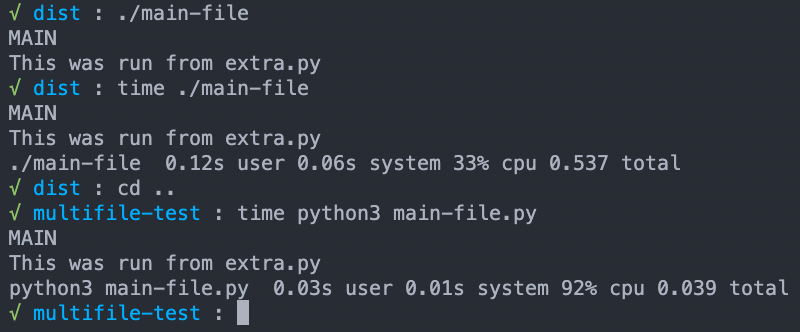 √ dist : ./main-file
MAIN
This was run from extra.py
√ dist : time ./main-file
MAIN
This was run from extra.py
./main-file  0.12s user 0.06s system 33% cpu 0.537 total
√ dist : cd ..
√ multifile-test : time python3 main-file.py
MAIN
This was run from extra.py
python3 main-file.py  0.03s user 0.01s system 92% cpu 0.039 total
√ multifile-test :